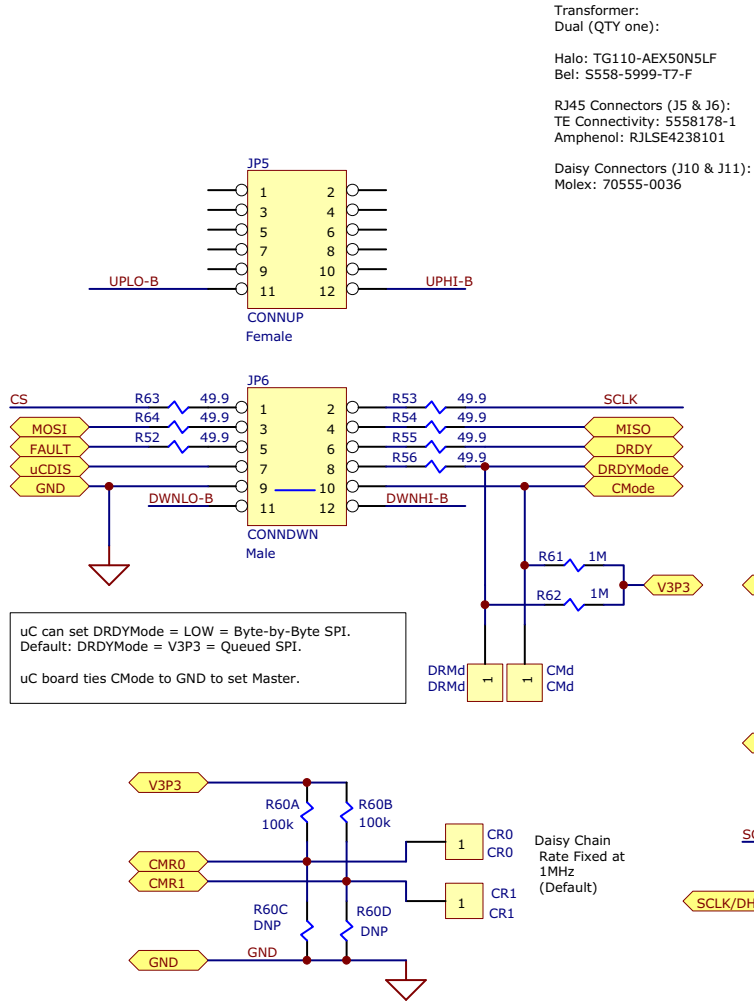 Transformer:
Dual (QTY one):
Halo: TG110-AEX50N5LF
Bel: S558-5999-T7-F
RJ45 Connectors (J5 & J6):
TE Connectivity: 5558178-1
Amphenol: RJLSE4238101
Daisy Connectors (J10 & J11):
Molex: 70555-0036
JP5
1 2
3 4
5 6
7 8
9 10
UPLO-B 11 12 UPHI-B
CONNUP
Female
JP6
CS R63 49.9 1 2 R53 49.9 SCLK
MOSI R64 49.9 3 4 R54 49.9 MISO
FAULT R52 49.9 5 6 R55 49.9 DRDY
uCDIS 7 8 R56 49.9 DRDYMode
GND 9 10 CMode
DWNLO-B 11 12 DWNHI-B
CONNDWN
Male
R61 1M
V3P3
R62 1M
uC can set DRDYMode = LOW = Byte-by-Byte SPI.
Default: DRDYMode = V3P3 = Queued SPI.
uC board ties CMode to GND to set Master.
DRMd 1 1 CMd
DRMd CMd
V3P3
R60A R60B
100k 100k
CMR0 1 CR0
CR0
CMR1 1 CR1
CR1
Daisy Chain
Rate Fixed at
1MHz
(Default)
R60C R60D
DNP DNP
GND GND
SCLK/DH